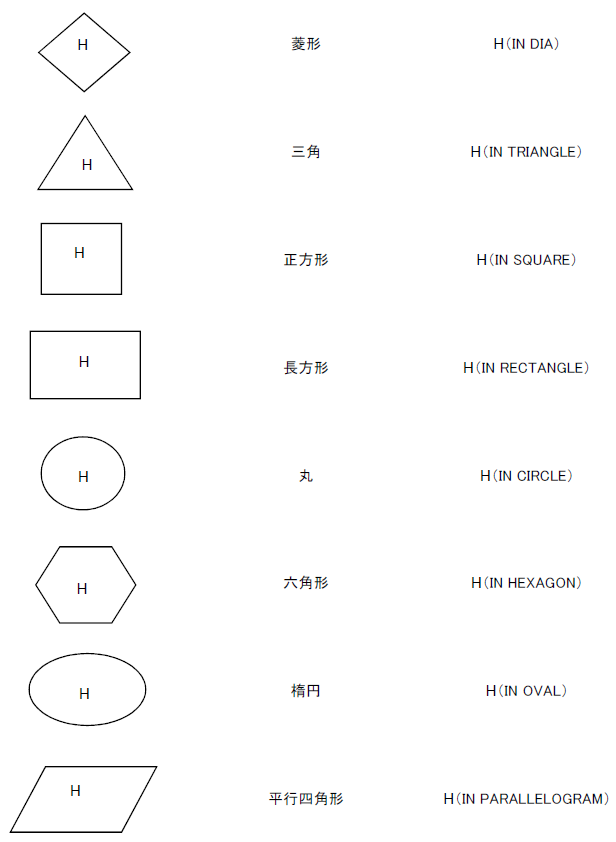 H 菱形 H（IN DIA）
H 三角 H（IN TRIANGLE）
H 正方形 H（IN SQUARE）
H 長方形 H（IN RECTANGLE）
H 丸 H（IN CIRCLE）
H 六角形 H（IN HEXAGON）
H 楕円 H（IN OVAL）
H 平行四角形 H（IN PARALLELOGRAM）